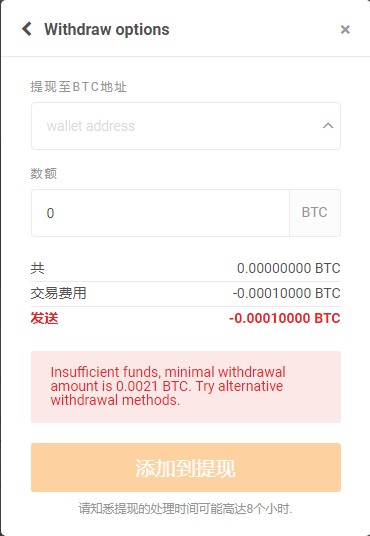 Withdraw options ×
提现至BTC地址
wallet address
数额
0 BTC
共 0.00000000 BTC
交易费用 -0.00010000 BTC
发送 -0.00010000 BTC
Insufficient funds, minimal withdrawal
amount is 0.0021 BTC. Try alternative
withdrawal methods.
添加到提现
请知悉提现的处理时间可能高达8个小时.